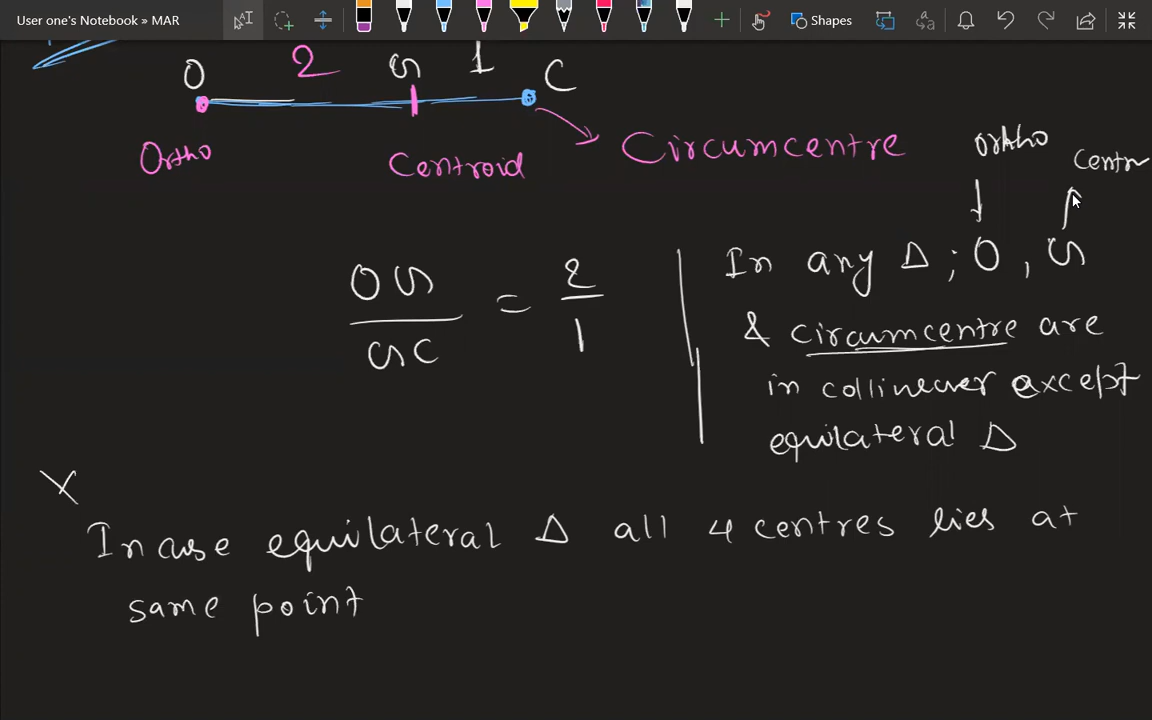 User one's Notebook » MAR
Shapes
O 2 G 1 C
Ortho Centroid Circumcentre
Ortho Centr
OG / GC = 2 / 1
In any Δ ; O , G
& circumcentre are
in collinear except
equilateral Δ
X
In case equilateral Δ all 4 centres lies at
same point